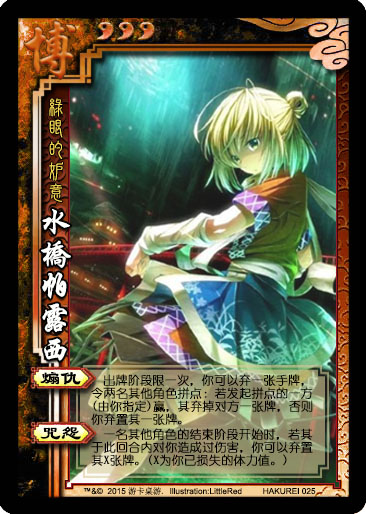 博
綠眼的妒意
水橋帕露西
煽仇
出牌阶段限一次，你可以弃一张手牌，
令两名其他角色拼点：若发起拼点的一方
(由你指定)赢，其弃掉对方一张牌，否则
你弃置其一张牌。
咒怨
一名其他角色的结束阶段开始时，若其
于此回合内对你造成过伤害，你可以弃置
其X张牌。(X为你已损失的体力值。)
™&© 2015 游卡桌游. Illustration:LittleRed HAKUREI 025